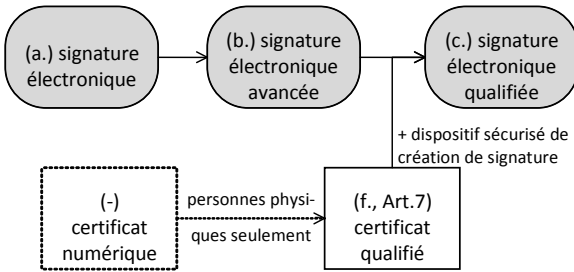 (a.) signature
électronique
(b.) signature
électronique
avancée
(c.) signature
électronique
qualifiée
+ dispositif sécurisé de
création de signature
(-)
certificat
numérique
personnes physi-
ques seulement
(f., Art.7)
certificat
qualifié